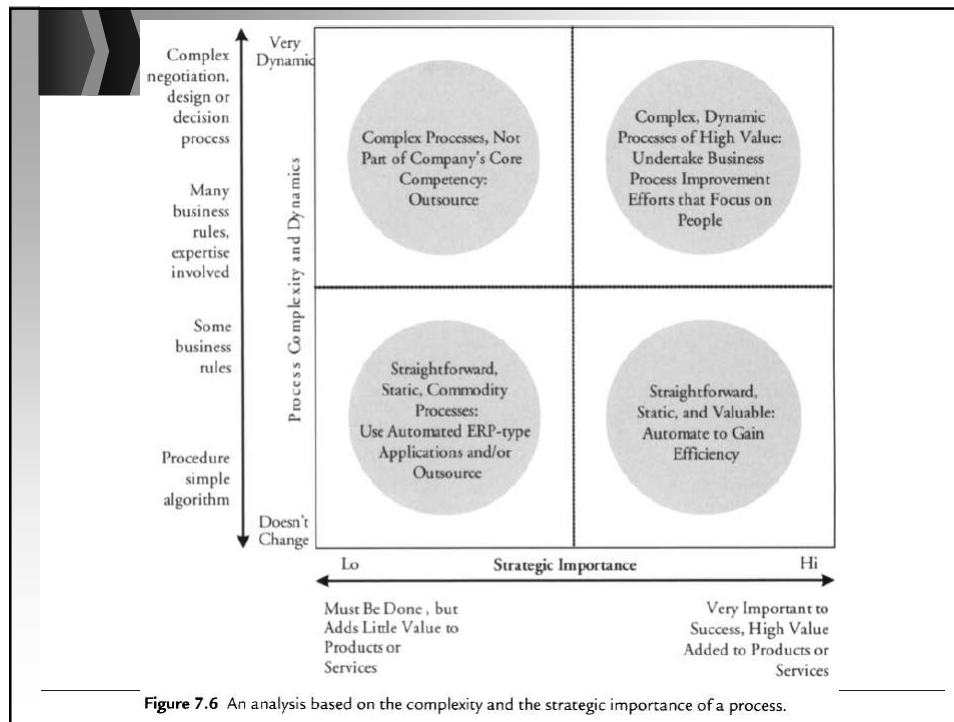 Complex
negotiation,
design or
decision
process
Many
business
rules,
expertise
involved
Some
business
rules
Procedure
simple
algorithm
Very
Dynamic
Process Complexity and Dynamics
Doesn't
Change
Complex Processes, Not
Part of Company's Core
Competency:
Outsource
Complex, Dynamic
Processes of High Value:
Undertake Business
Process Improvement
Efforts that Focus on
People
Straightforward,
Static, Commodity
Processes:
Use Automated ERP-type
Applications and/or
Outsource
Straightforward,
Static, and Valuable:
Automate to Gain
Efficiency
Lo
Strategic Importance
Hi
Must Be Done , but
Adds Little Value to
Products or
Services
Very Important to
Success, High Value
Added to Products or
Services
Figure 7.6 An analysis based on the complexity and the strategic importance of a process.